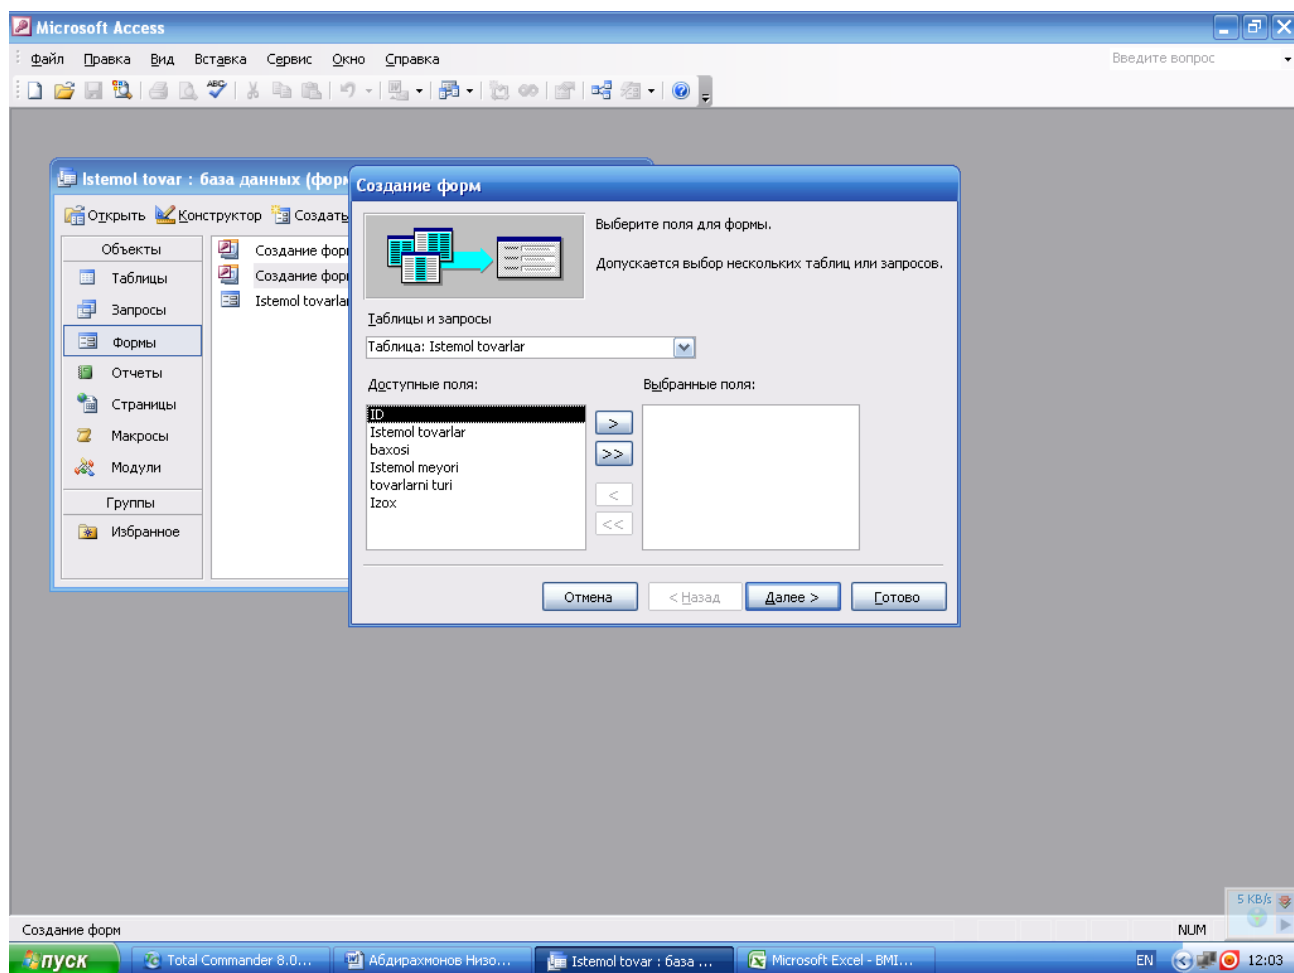 Microsoft Access
Файл Правка Вид Вставка Сервис Окно Справка
Введите вопрос
Istemol tovar : база данных (фор
Открыть Конструктор Создать
Объекты
Таблицы
Запросы
Формы
Отчеты
Страницы
Макросы
Модули
Группы
Избранное
Создание фор
Создание фор
Istemol tovarla
Создание форм
Выберите поля для формы.
Допускается выбор нескольких таблиц или запросов.
Таблицы и запросы
Таблица: Istemol tovarlar
Доступные поля:
Выбранные поля:
ID
Istemol tovarlar
baxosi
Istemol meyori
tovarlarni turi
Izox
>
>>
<
<<
Отмена
< Назад
Далее >
Готово
5 KB/s
Создание форм
NUM
пуск
Total Commander 8.0...
Абдирахмонов Низо...
Istemol tovar : база ...
Microsoft Excel - BMI...
EN
12:03